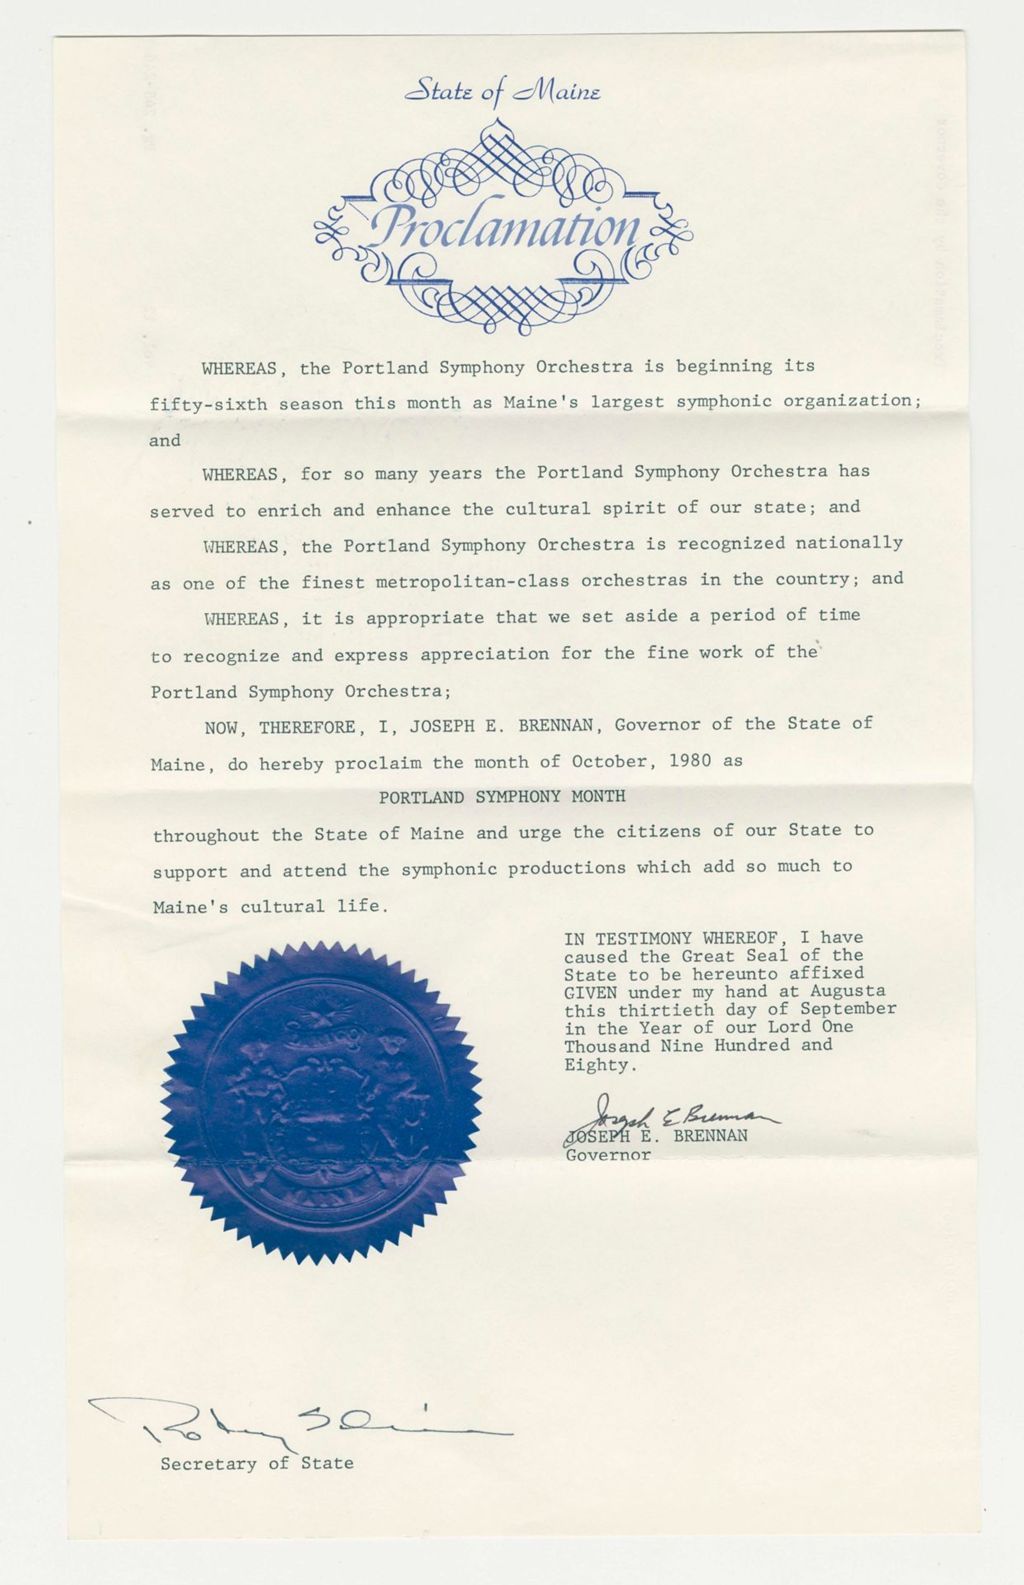 State of Maine
Proclamation
WHEREAS, the Portland Symphony Orchestra is beginning its
fifty-sixth season this month as Maine's largest symphonic organization;
and
WHEREAS, for so many years the Portland Symphony Orchestra has
served to enrich and enhance the cultural spirit of our state; and
WHEREAS, the Portland Symphony Orchestra is recognized nationally
as one of the finest metropolitan-class orchestras in the country; and
WHEREAS, it is appropriate that we set aside a period of time
to recognize and express appreciation for the fine work of the
Portland Symphony Orchestra;
NOW, THEREFORE, I, JOSEPH E. BRENNAN, Governor of the State of
Maine, do hereby proclaim the month of October, 1980 as
PORTLAND SYMPHONY MONTH
throughout the State of Maine and urge the citizens of our State to
support and attend the symphonic productions which add so much to
Maine's cultural life.
IN TESTIMONY WHEREOF, I have
caused the Great Seal of the
State to be hereunto affixed
GIVEN under my hand at Augusta
this thirtieth day of September
in the Year of our Lord One
Thousand Nine Hundred and
Eighty.
Joseph E Brennan
JOSEPH E. BRENNAN
Governor
MAINE
Secretary of State